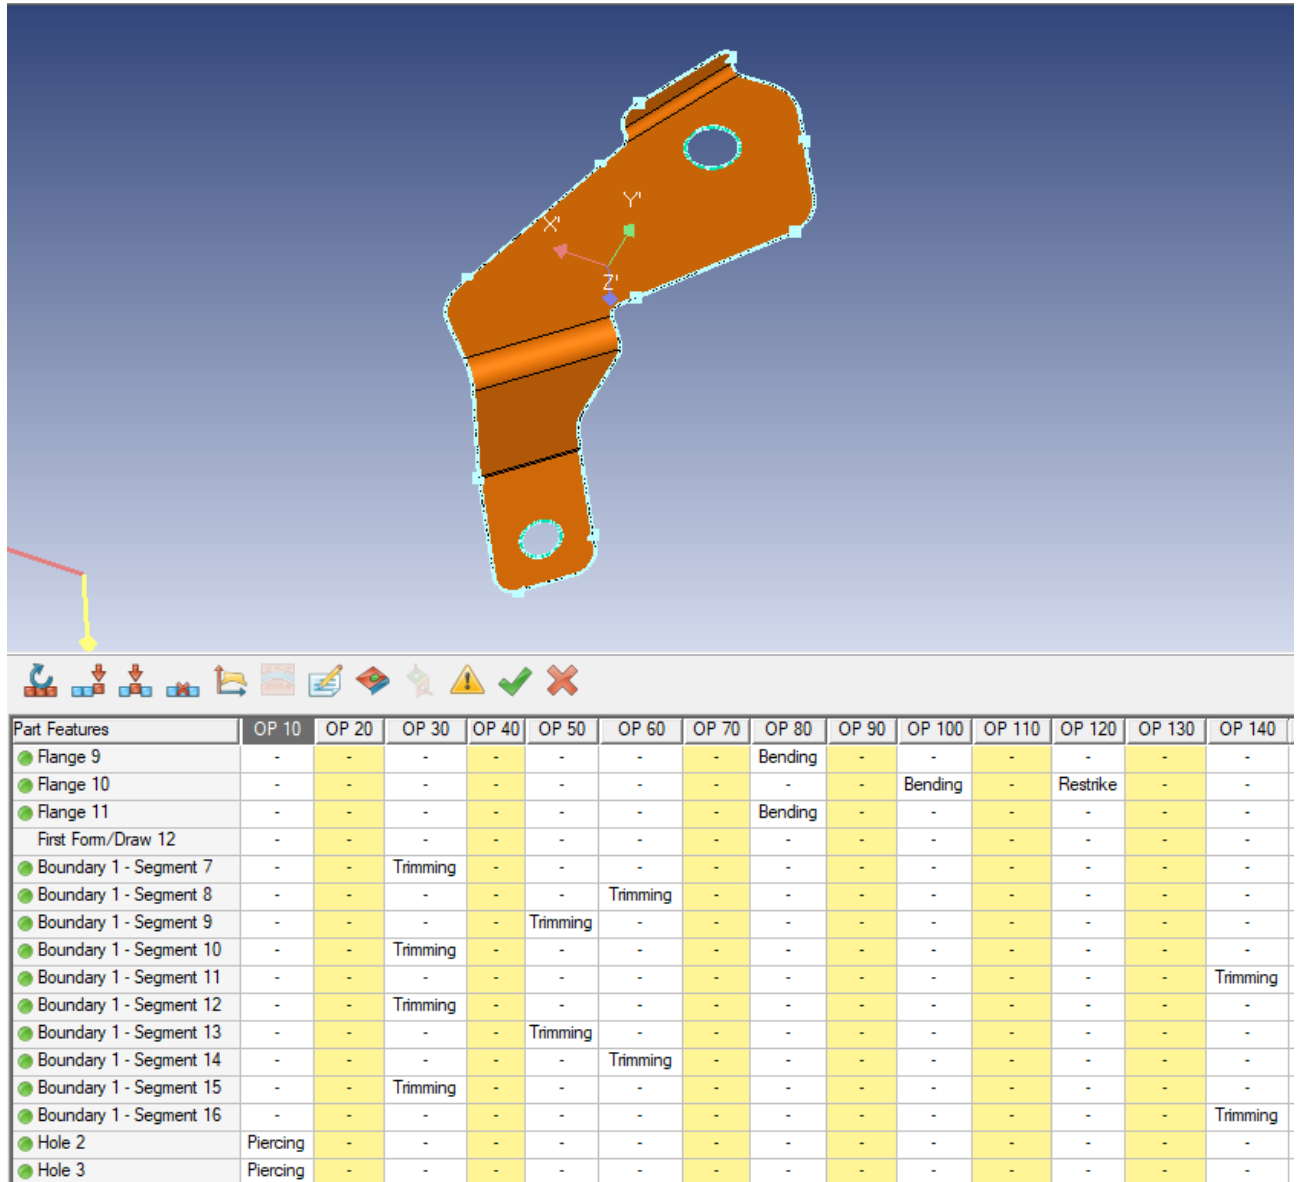 Y'
X'
Z'
Part Features OP 10 OP 20 OP 30 OP 40 OP 50 OP 60 OP 70 OP 80 OP 90 OP 100 OP 110 OP 120 OP 130 OP 140
Flange 9 - - - - - - - Bending - - - - - -
Flange 10 - - - - - - - - - Bending - Restrike - -
Flange 11 - - - - - - - Bending - - - - - -
First Form/Draw 12 - - - - - - - - - - - - - -
Boundary 1 - Segment 7 - - Trimming - - - - - - - - - - -
Boundary 1 - Segment 8 - - - - - Trimming - - - - - - - -
Boundary 1 - Segment 9 - - - - Trimming - - - - - - - - -
Boundary 1 - Segment 10 - - Trimming - - - - - - - - - - -
Boundary 1 - Segment 11 - - - - - - - - - - - - - Trimming
Boundary 1 - Segment 12 - - Trimming - - - - - - - - - - -
Boundary 1 - Segment 13 - - - - Trimming - - - - - - - - -
Boundary 1 - Segment 14 - - - - - Trimming - - - - - - - -
Boundary 1 - Segment 15 - - Trimming - - - - - - - - - - -
Boundary 1 - Segment 16 - - - - - - - - - - - - - Trimming
Hole 2 Piercing - - - - - - - - - - - - -
Hole 3 Piercing - - - - - - - - - - - - -